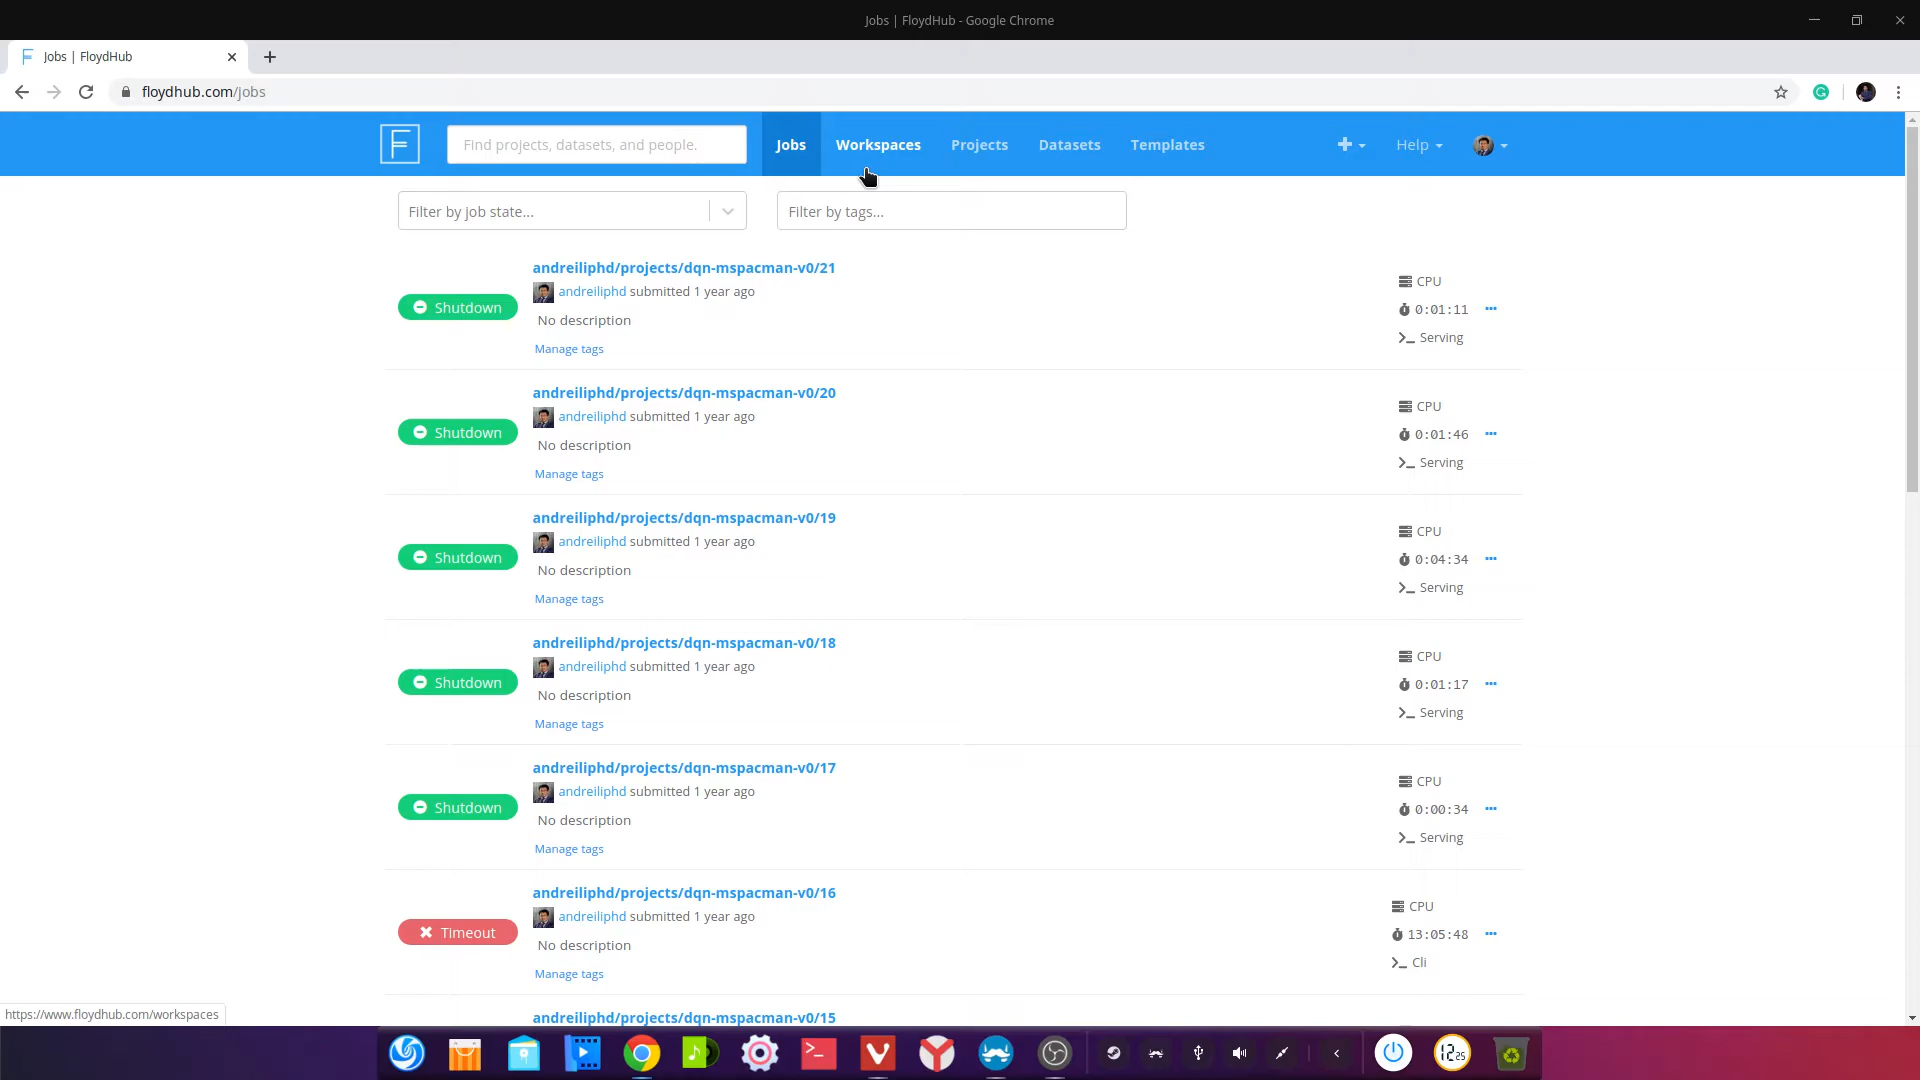 Jobs | FloydHub - Google Chrome
Jobs | FloydHub
floydhub.com/jobs
Find projects, datasets, and people.
Jobs
Workspaces
Projects
Datasets
Templates
Help
Filter by job state...
Filter by tags...
andreiliphd/projects/dqn-mspacman-v0/21
Shutdown
andreiliphd submitted 1 year ago
No description
Manage tags
CPU
0:01:11
Serving
andreiliphd/projects/dqn-mspacman-v0/20
Shutdown
andreiliphd submitted 1 year ago
No description
Manage tags
CPU
0:01:46
Serving
andreiliphd/projects/dqn-mspacman-v0/19
Shutdown
andreiliphd submitted 1 year ago
No description
Manage tags
CPU
0:04:34
Serving
andreiliphd/projects/dqn-mspacman-v0/18
Shutdown
andreiliphd submitted 1 year ago
No description
Manage tags
CPU
0:01:17
Serving
andreiliphd/projects/dqn-mspacman-v0/17
Shutdown
andreiliphd submitted 1 year ago
No description
Manage tags
CPU
0:00:34
Serving
andreiliphd/projects/dqn-mspacman-v0/16
Timeout
andreiliphd submitted 1 year ago
No description
Manage tags
CPU
13:05:48
Cli
andreiliphd/projects/dqn-mspacman-v0/15
https://www.floydhub.com/workspaces
12 25